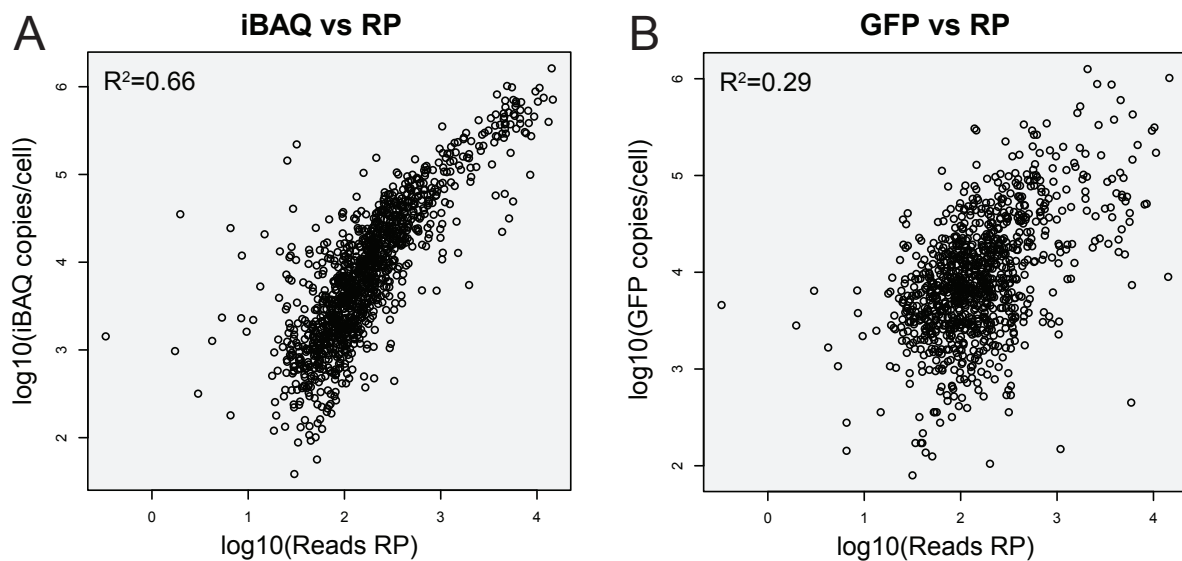 A
iBAQ vs RP
R²=0.66
log10(iBAQ copies/cell)
6
5
4
3
2
0 1 2 3 4
log10(Reads RP)
B
GFP vs RP
R²=0.29
log10(GFP copies/cell)
6
5
4
3
2
0 1 2 3 4
log10(Reads RP)